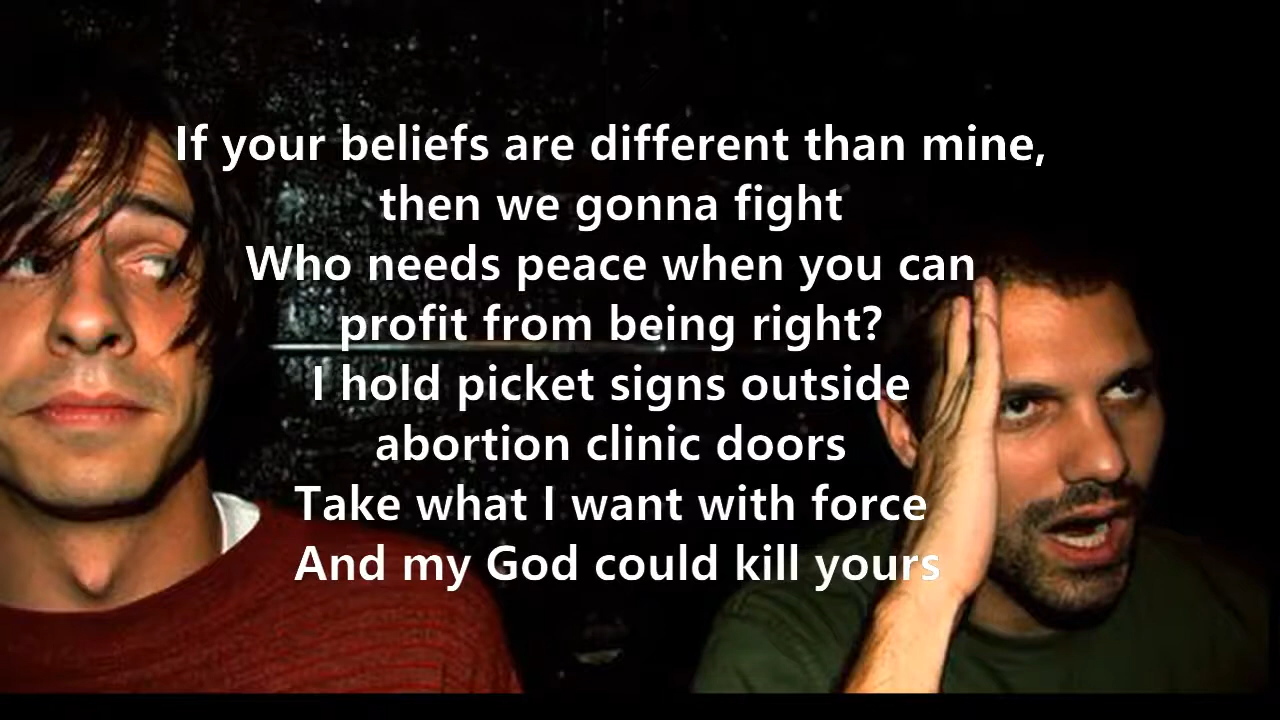 If your beliefs are different than mine,
then we gonna fight
Who needs peace when you can
profit from being right?
I hold picket signs outside
abortion clinic doors
Take what I want with force
And my God could kill yours